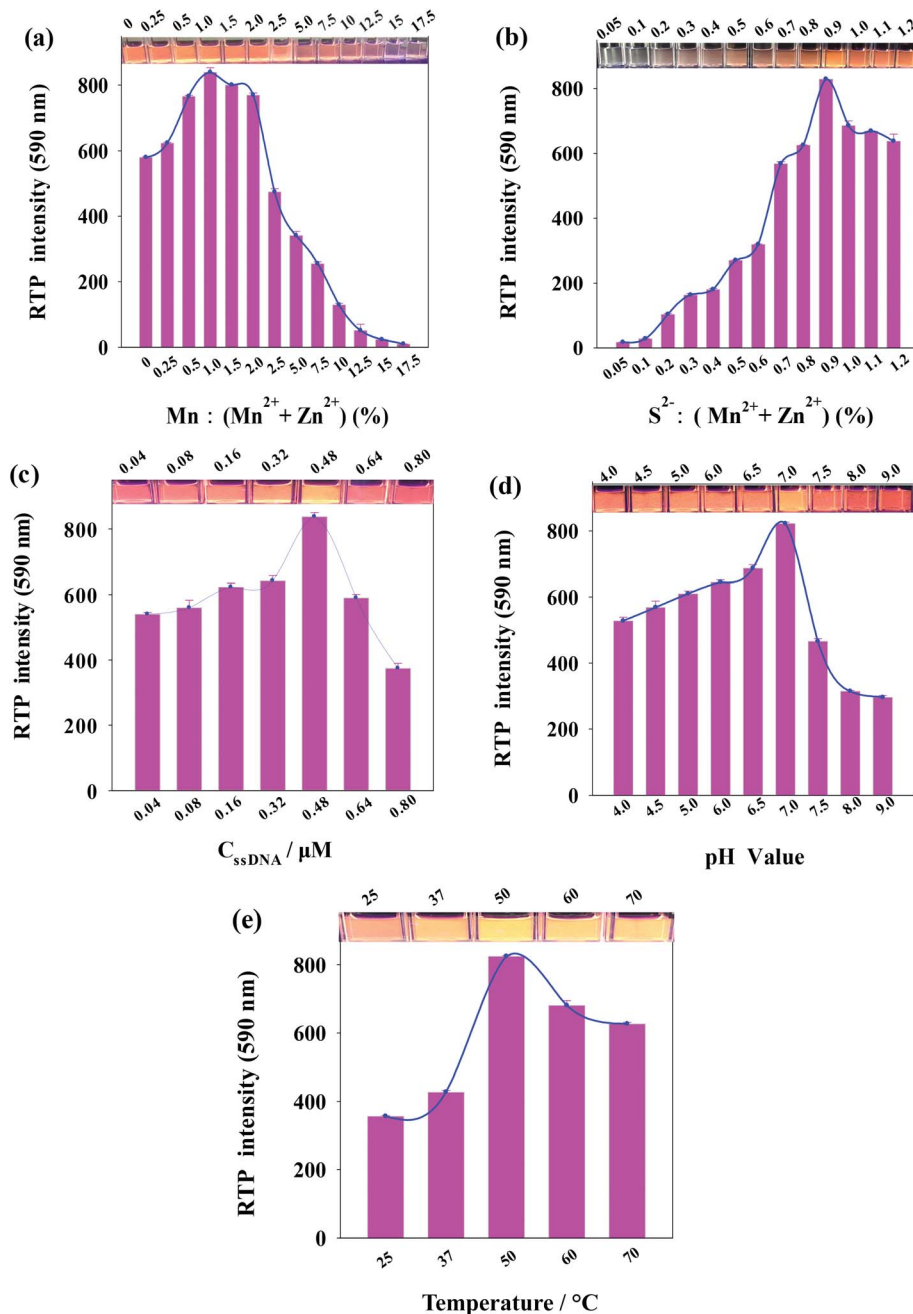 (a)
0 0.25 0.5 1.0 1.5 2.0 2.5 5.0 7.5 10 12.5 15 17.5
RTP intensity (590 nm)
800
600
400
200
0
0 0.25 0.5 1.0 1.5 2.0 2.5 5.0 7.5 10 12.5 15 17.5
Mn : (Mn²⁺ + Zn²⁺) (%)
(b)
0.05 0.1 0.2 0.3 0.4 0.5 0.6 0.7 0.8 0.9 1.0 1.1 1.2
RTP intensity (590 nm)
800
600
400
200
0
0.05 0.1 0.2 0.3 0.4 0.5 0.6 0.7 0.8 0.9 1.0 1.1 1.2
S²⁻ : ( Mn²⁺ + Zn²⁺) (%)
(c)
0.04 0.08 0.16 0.32 0.48 0.64 0.80
RTP intensity (590 nm)
800
600
400
200
0
0.04 0.08 0.16 0.32 0.48 0.64 0.80
C ssDNA / μM
(d)
4.0 4.5 5.0 6.0 6.5 7.0 7.5 8.0 9.0
RTP intensity (590 nm)
800
600
400
200
0
4.0 4.5 5.0 6.0 6.5 7.0 7.5 8.0 9.0
pH Value
(e)
25 37 50 60 70
RTP intensity (590 nm)
800
600
400
200
0
25 37 50 60 70
Temperature / °C